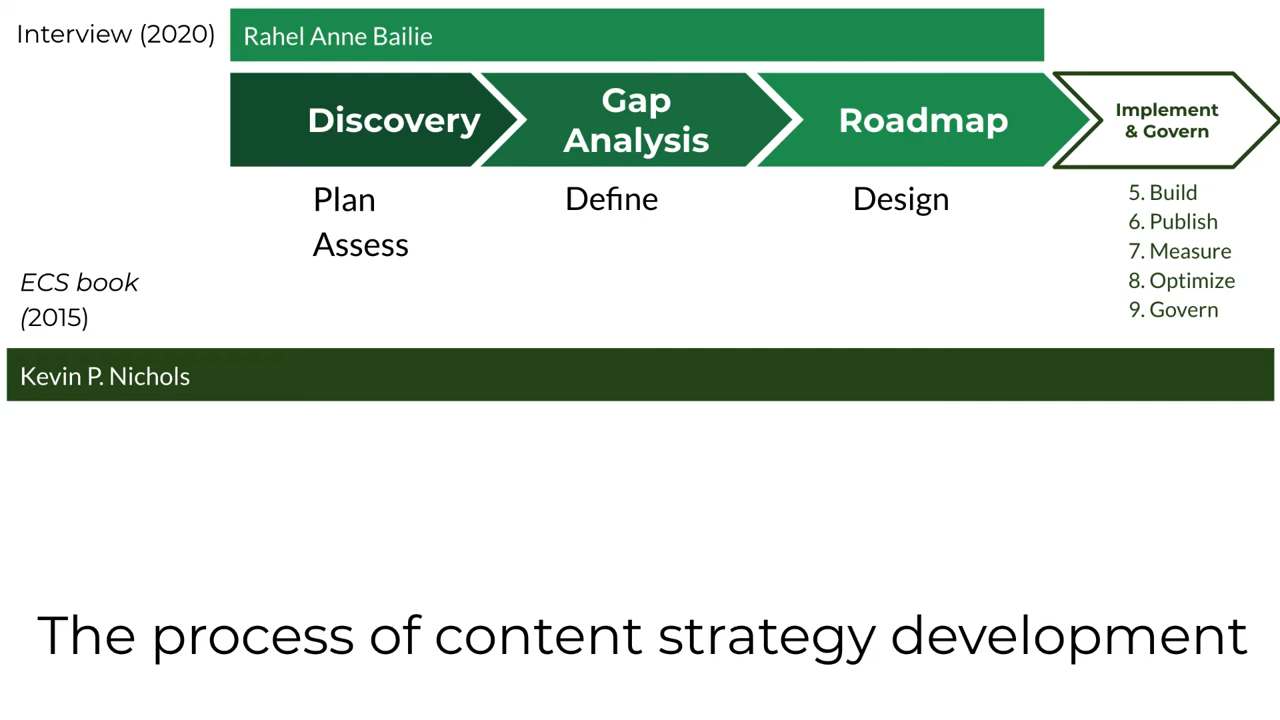 Interview (2020)
Rahel Anne Bailie
Discovery
Gap
Analysis
Roadmap
Implement
& Govern
Plan
Assess
Define
Design
5. Build
6. Publish
7. Measure
8. Optimize
9. Govern
ECS book
(2015)
Kevin P. Nichols
The process of content strategy development